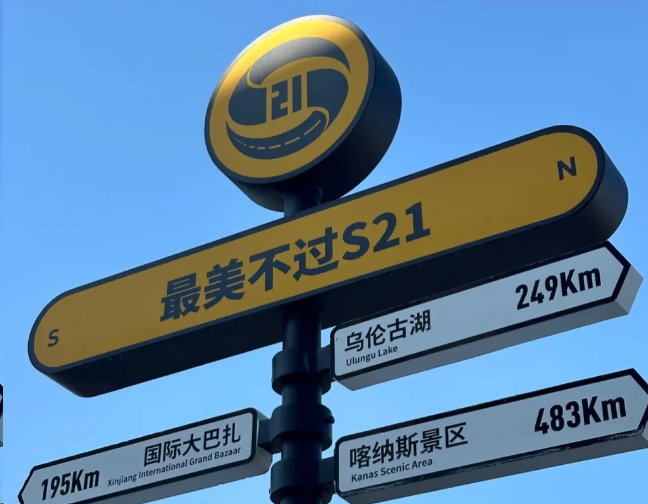 21
N
最美不过S21
S
249Km
乌伦古湖
Ulungu Lake
483Km
喀纳斯景区
Kanas Scenic Area
国际大巴扎
195Km
Xinjiang International Grand Bazaar